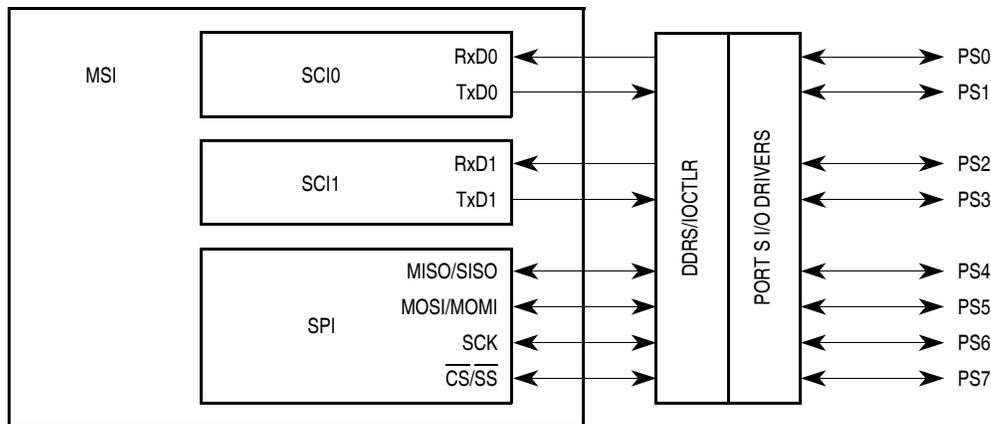 MSI
SCI0
RxD0
TxD0
SCI1
RxD1
TxD1
SPI
MISO/SISO
MOSI/MOMI
SCK
CS/SS
DDRS/IOCTLR
PORT S I/O DRIVERS
PS0
PS1
PS2
PS3
PS4
PS5
PS6
PS7